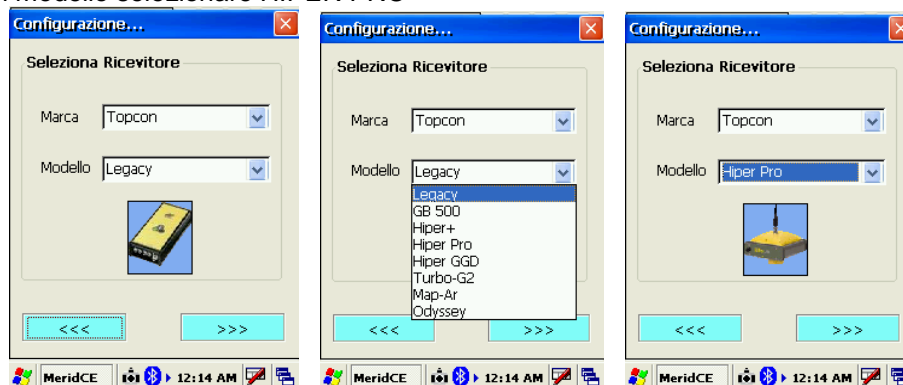 modello selezionare HIPER PRO
Configurazione...
Seleziona Ricevitore
Marca Topcon
Modello Legacy
<<< >>>
MeridCE 12:14 AM
Configurazione...
Seleziona Ricevitore
Marca Topcon
Modello Legacy
Legacy
GB 500
Hiper+
Hiper Pro
Hiper GGD
Turbo-G2
Map-Ar
Odyssey
<<< >>>
MeridCE 12:14 AM
Configurazione...
Seleziona Ricevitore
Marca Topcon
Modello Hiper Pro
<<< >>>
MeridCE 12:14 AM